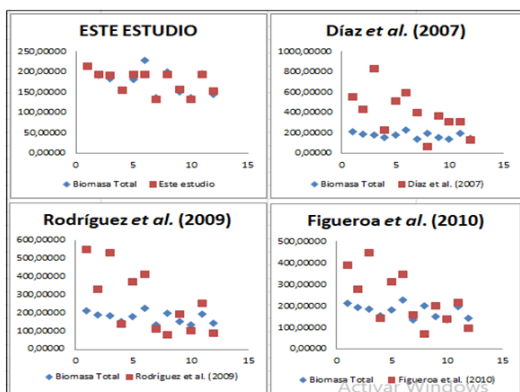 ESTE ESTUDIO
250,00000
200,00000
150,00000
100,00000
50,00000
0,00000
0 5 10 15
Biomasa Total Este estudio
Díaz et al. (2007)
1000,00000
800,00000
600,00000
400,00000
200,00000
0,00000
0 5 10 15
Biomasa Total Díaz et al. (2007)
Rodríguez et al. (2009)
600,00000
500,00000
400,00000
300,00000
200,00000
100,00000
0,00000
0 5 10 15
Biomasa Total Rodríguez et al. (2009)
Figueroa et al. (2010)
500,00000
400,00000
300,00000
200,00000
100,00000
0,00000
0 5 10 15
Biomasa Total Figueroa et al. (2010)
Activar Windows